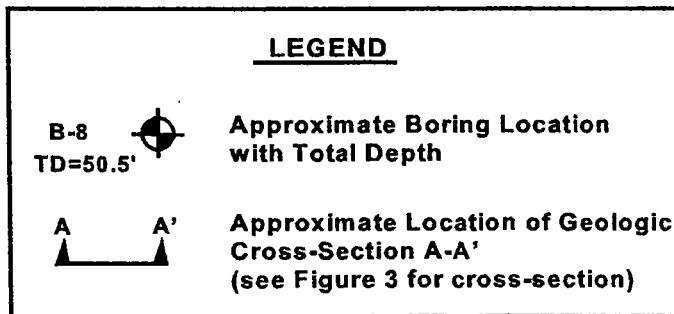 LEGEND
B-8
TD=50.5'
Approximate Boring Location
with Total Depth
A A'
Approximate Location of Geologic
Cross-Section A-A'
(see Figure 3 for cross-section)